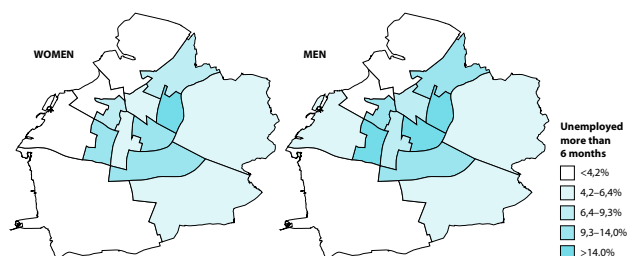 WOMEN
MEN
Unemployed
more than
6 months
<4,2%
4,2–6,4%
6,4–9,3%
9,3–14,0%
>14,0%